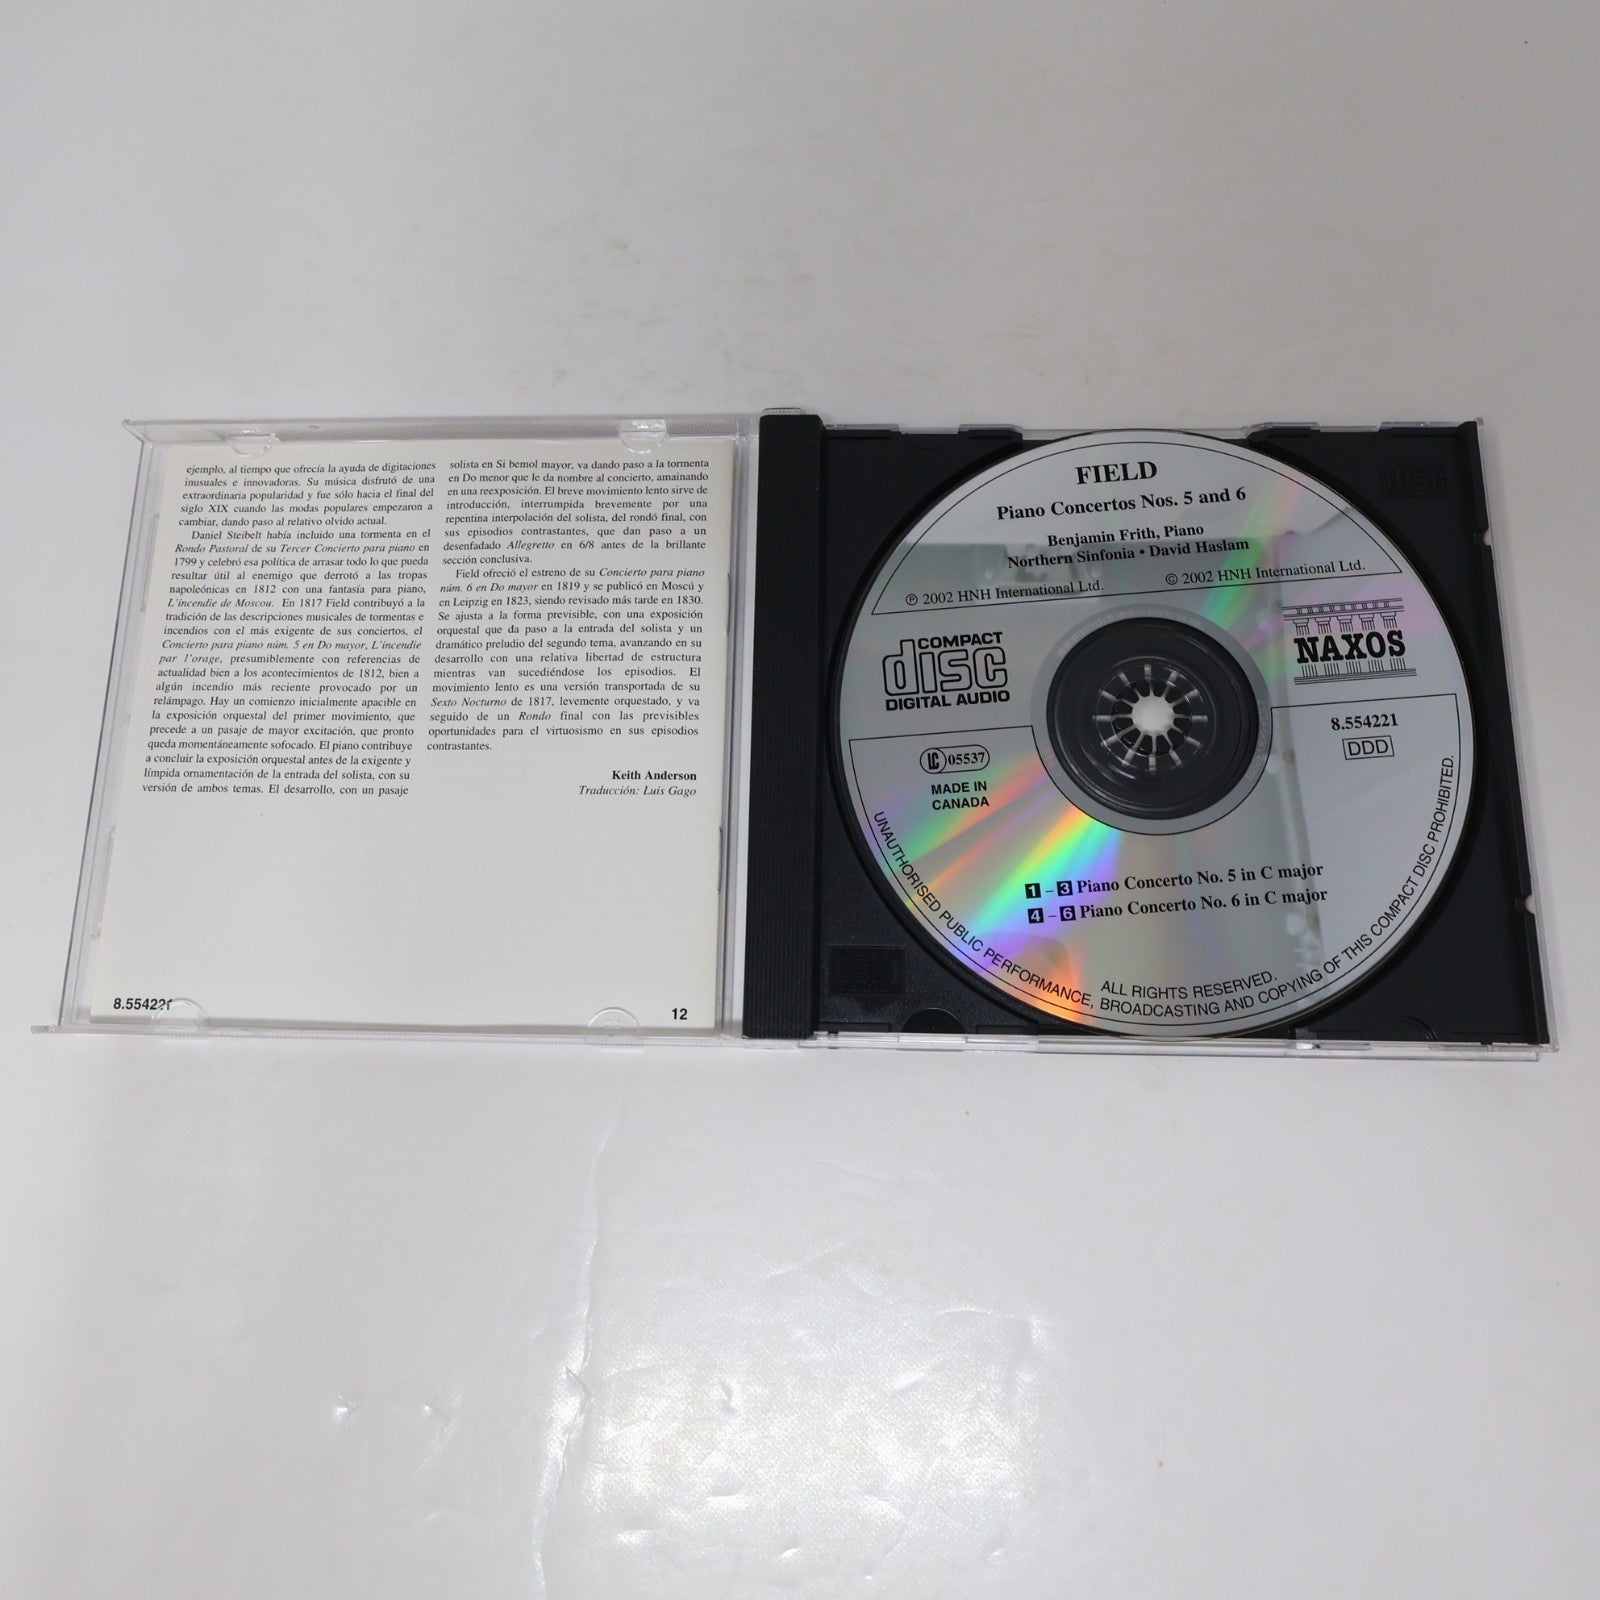 ejemplo, al tiempo que ofrecía la ayuda de digitaciones
inusuales e innovadoras. Su música disfrutó de una
extraordinaria popularidad y fue sólo hacia el final del
siglo XIX cuando las modas populares empezaron a
cambiar, dando paso al relativo olvido actual.
Daniel Steibelt había incluido una tormenta en el
Rondo Pastoral de su Tercer Concierto para piano en
1799 y celebró esa política de arrasar todo lo que pueda
resultar útil al enemigo que derrotó a las tropas
napoleónicas en 1812 con una fantasía para piano,
L'incendie de Moscou. En 1817 Field contribuyó a la
tradición de las descripciones musicales de tormentas e
incendios con el más exigente de sus conciertos, el
Concierto para piano núm. 5 en Do mayor, L'incendie
par l'orage, presumiblemente con referencias de
actualidad bien a los acontecimientos de 1812, bien a
algún incendio más reciente provocado por un
relámpago. Hay un comienzo inicialmente apacible en
la exposición orquestal del primer movimiento, que
precede a un pasaje de mayor excitación, que pronto
queda momentáneamente sofocado. El piano contribuye
a concluir la exposición orquestal antes de la exigente y
límpida ornamentación de la entrada del solista, con su
versión de ambos temas. El desarrollo, con un pasaje
solista en Si bemol mayor, va dando paso a la tormenta
en Do menor que le da nombre al concierto, amainando
en una reexposición. El breve movimiento lento sirve de
introducción, interrumpida brevemente por una
repentina interpolación del solista, del rondó final, con
sus episodios contrastantes, que dan paso a un
desenfadado Allegretto en 6/8 antes de la brillante
sección conclusiva.
Field ofreció el estreno de su Concierto para piano
núm. 6 en Do mayor en 1819 y se publicó en Moscú y
en Leipzig en 1823, siendo revisado más tarde en 1830.
Se ajusta a la forma previsible, con una exposición
orquestal que da paso a la entrada del solista y un
dramático preludio del segundo tema, avanzando en su
desarrollo con una relativa libertad de estructura
mientras van sucediéndose los episodios. El
movimiento lento es una versión transportada de su
Sexto Nocturno de 1817, levemente orquestado, y va
seguido de un Rondo final con las previsibles
oportunidades para el virtuosismo en sus episodios
contrastantes.
Keith Anderson
Traducción: Luis Gago
8.554221
12
FIELD
Piano Concertos Nos. 5 and 6
Benjamin Frith, Piano
Northern Sinfonia • David Haslam
℗ 2002 HNH International Ltd.
© 2002 HNH International Ltd.
COMPACT
disc
DIGITAL AUDIO
NAXOS
8.554221
DDD
LC 05537
MADE IN
CANADA
1 – 3 Piano Concerto No. 5 in C major
4 – 6 Piano Concerto No. 6 in C major
ALL RIGHTS RESERVED.
UNAUTHORISED PUBLIC PERFORMANCE, BROADCASTING AND COPYING OF THIS COMPACT DISC PROHIBITED.